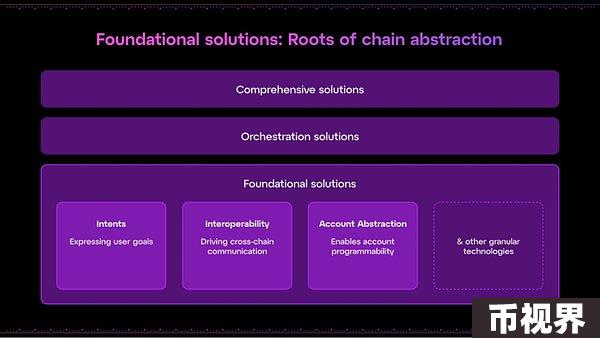 Foundational solutions: Roots of chain abstraction
Comprehensive solutions
Orchestration solutions
Foundational solutions
Intents
Expressing user goals
Interoperability
Driving cross-chain
communication
Account Abstraction
Enables account
programmability
& other granular
technologies
币视界